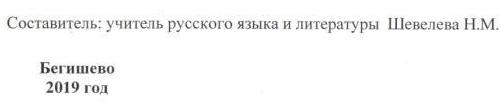 Составитель: учитель русского языка и литературы Шевелева Н.М.
Бегишево
2019 год